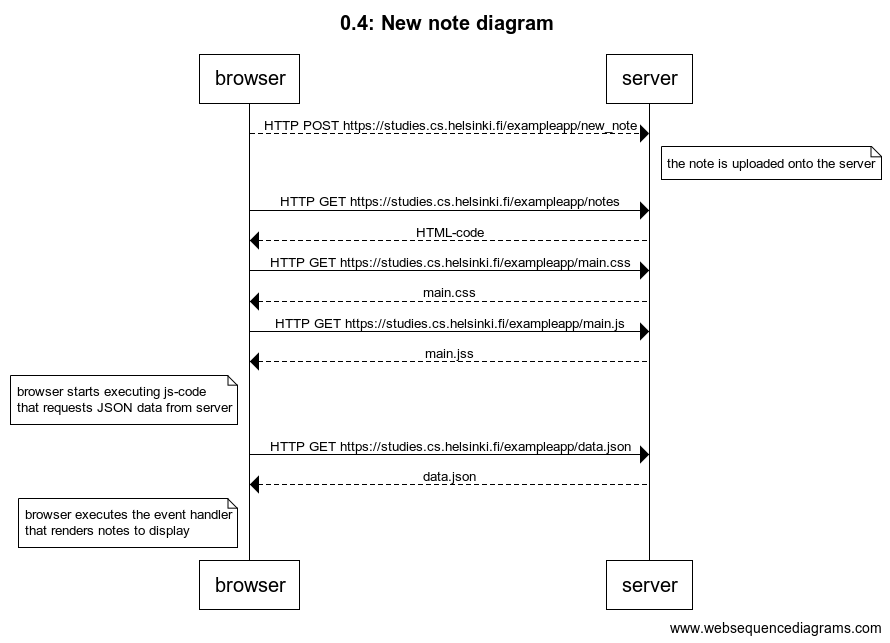 0.4: New note diagram
browser
server
HTTP POST https://studies.cs.helsinki.fi/exampleapp/new_note
the note is uploaded onto the server
HTTP GET https://studies.cs.helsinki.fi/exampleapp/notes
HTML-code
HTTP GET https://studies.cs.helsinki.fi/exampleapp/main.css
main.css
HTTP GET https://studies.cs.helsinki.fi/exampleapp/main.js
main.jss
browser starts executing js-code
that requests JSON data from server
HTTP GET https://studies.cs.helsinki.fi/exampleapp/data.json
data.json
browser executes the event handler
that renders notes to display
browser
server
www.websequencediagrams.com